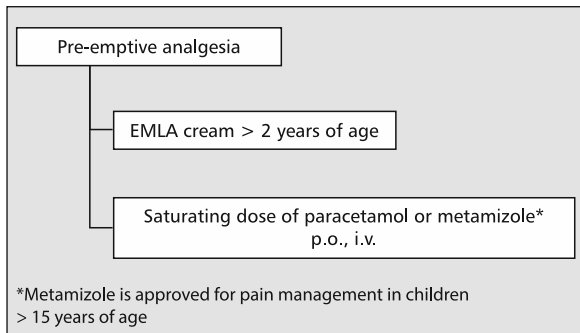 Pre-emptive analgesia
EMLA cream > 2 years of age
Saturating dose of paracetamol or metamizole*
p.o., i.v.
*Metamizole is approved for pain management in children
> 15 years of age